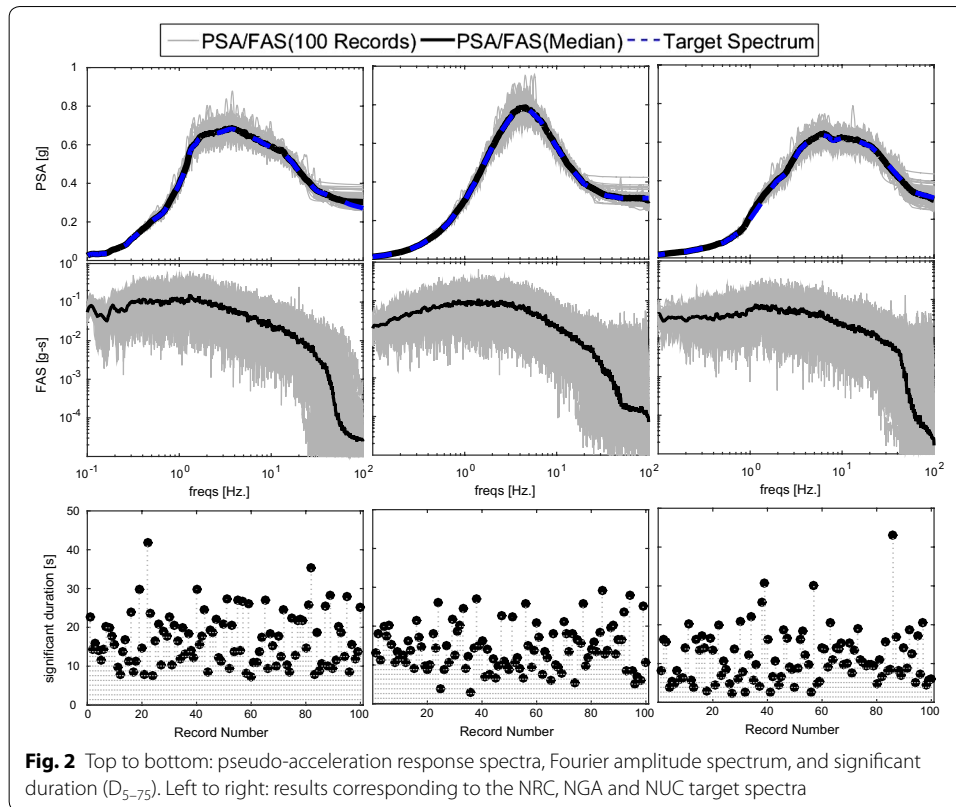 PSA/FAS(100 Records) PSA/FAS(Median) Target Spectrum
1
0.8
0.6
0.4
0.2
0
PSA [g]
10^0
10^-1
10^-2
10^-3
10^-4
FAS [g-s]
10^-1 10^0 10^1 10^2
freqs [Hz.]
10^0 10^1 10^2
freqs [Hz.]
10^0 10^1 10^2
freqs [Hz.]
50
40
30
20
10
0
significant duration [s]
0 20 40 60 80 100
Record Number
20 40 60 80 100
Record Number
20 40 60 80 100
Record Number
Fig. 2 Top to bottom: pseudo-acceleration response spectra, Fourier amplitude spectrum, and significant
duration (D5–75). Left to right: results corresponding to the NRC, NGA and NUC target spectra